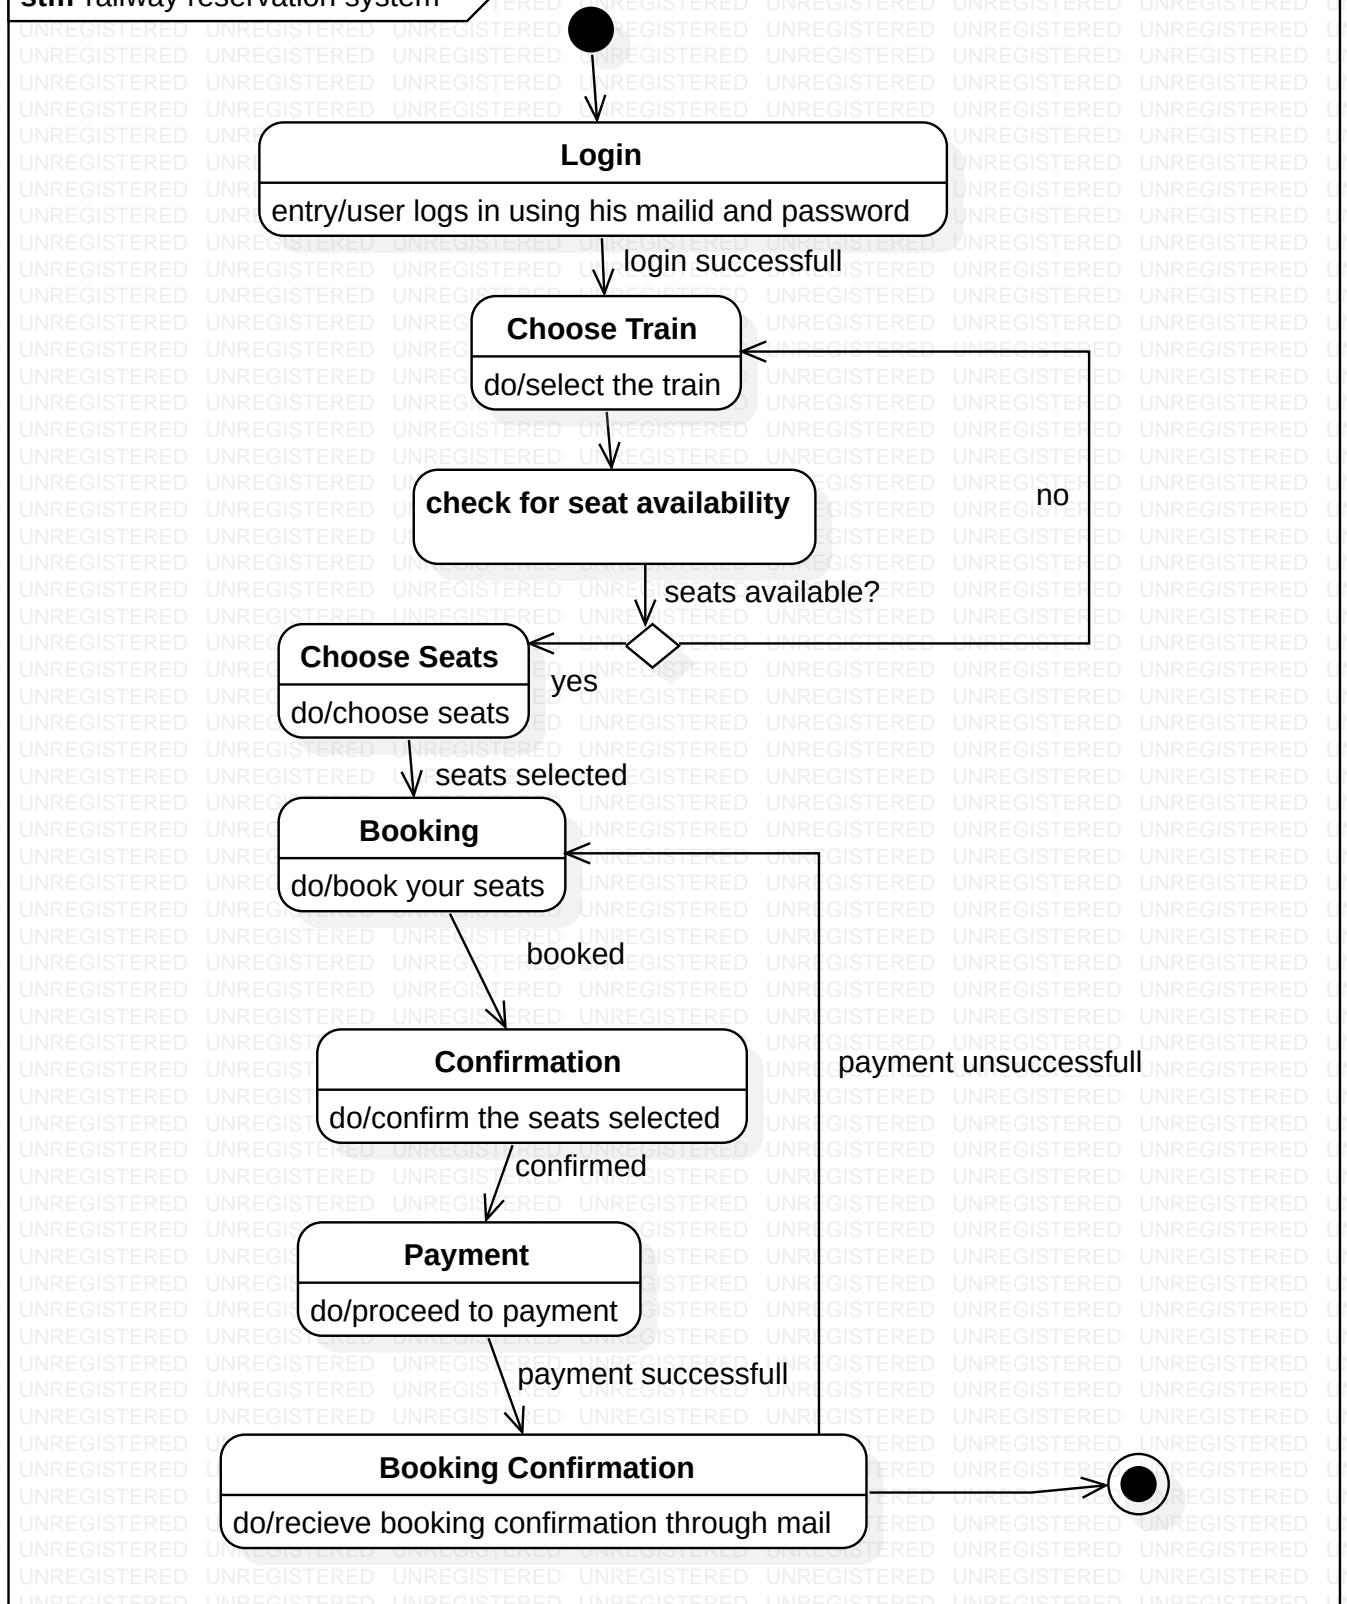 stm railway reservation system
Login
entry/user logs in using his mailid and password
login successfull
Choose Train
do/select the train
check for seat availability
no
seats available?
Choose Seats
yes
do/choose seats
seats selected
Booking
do/book your seats
booked
Confirmation
payment unsuccessfull
do/confirm the seats selected
confirmed
Payment
do/proceed to payment
payment successfull
Booking Confirmation
do/recieve booking confirmation through mail
UNREGISTERED